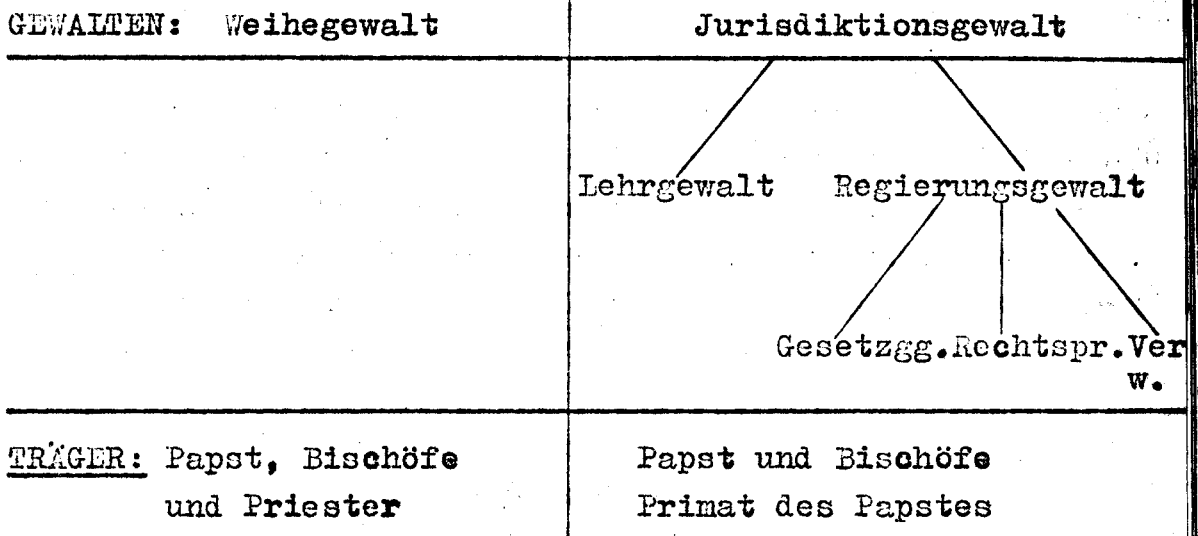 GEWALTEN: Weihegewalt Jurisdiktionsgewalt
Lehrgewalt Regierungsgewalt
Gesetzgg. Rechtspr. Ver
w.
TRÄGER: Papst, Bischöfe Papst und Bischöfe
und Priester Primat des Papstes